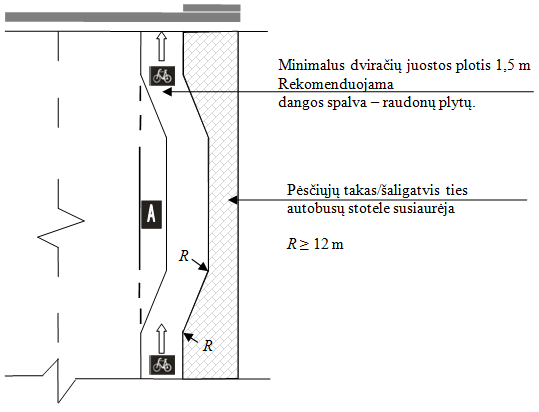 Minimalus dviračių juostos plotis 1,5 m
Rekomenduojama
dangos spalva – raudonų plytų.
A
Pėsčiųjų takas/šaligatvis ties
autobusų stotele susiaurėja
R ≥ 12 m
R
R